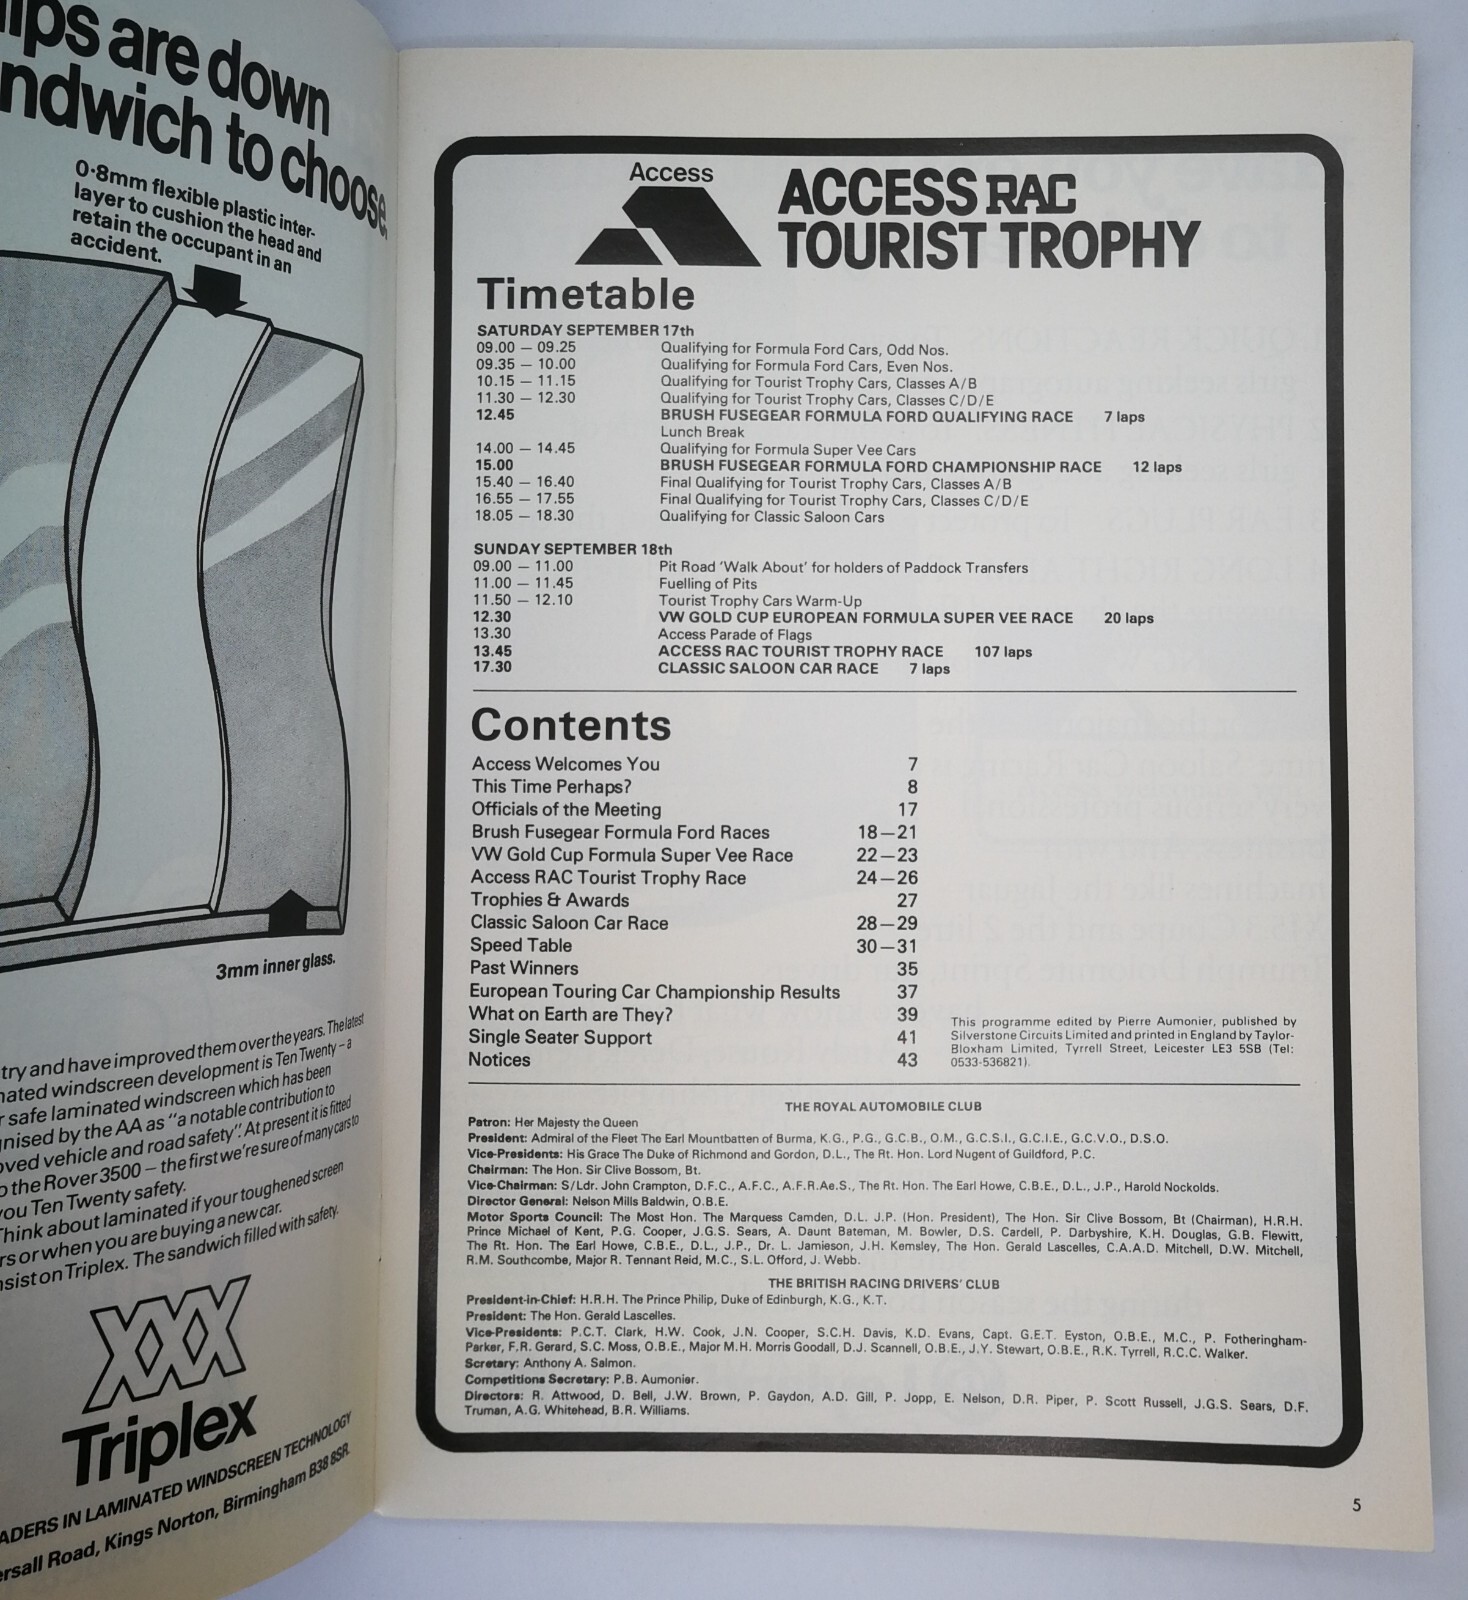 ips are down
ndwich to choose.
0·8mm flexible plastic inter-
layer to cushion the head and
retain the occupant in an
accident.
3mm inner glass.
try and have improved them over the years. The latest
nated windscreen development is Ten Twenty – a
r safe laminated windscreen which has been
nised by the AA as "a notable contribution to
oved vehicle and road safety". At present it is fitted
o the Rover 3500 – the first we're sure of many cars to
you Ten Twenty safety.
Think about laminated if your toughened screen
rs or when you are buying a new car.
nsist on Triplex. The sandwich filled with safety.
XXX
Triplex
ADERS IN LAMINATED WINDSCREEN TECHNOLOGY
ersall Road, Kings Norton, Birmingham B38 8SR.
Access
ACCESS RAC
TOURIST TROPHY
Timetable
SATURDAY SEPTEMBER 17th
09.00 – 09.25 Qualifying for Formula Ford Cars, Odd Nos.
09.35 – 10.00 Qualifying for Formula Ford Cars, Even Nos.
10.15 – 11.15 Qualifying for Tourist Trophy Cars, Classes A/B
11.30 – 12.30 Qualifying for Tourist Trophy Cars, Classes C/D/E
12.45 BRUSH FUSEGEAR FORMULA FORD QUALIFYING RACE 7 laps
Lunch Break
14.00 – 14.45 Qualifying for Formula Super Vee Cars
15.00 BRUSH FUSEGEAR FORMULA FORD CHAMPIONSHIP RACE 12 laps
15.40 – 16.40 Final Qualifying for Tourist Trophy Cars, Classes A/B
16.55 – 17.55 Final Qualifying for Tourist Trophy Cars, Classes C/D/E
18.05 – 18.30 Qualifying for Classic Saloon Cars
SUNDAY SEPTEMBER 18th
09.00 – 11.00 Pit Road 'Walk About' for holders of Paddock Transfers
11.00 – 11.45 Fuelling of Pits
11.50 – 12.10 Tourist Trophy Cars Warm-Up
12.30 VW GOLD CUP EUROPEAN FORMULA SUPER VEE RACE 20 laps
13.30 Access Parade of Flags
13.45 ACCESS RAC TOURIST TROPHY RACE 107 laps
17.30 CLASSIC SALOON CAR RACE 7 laps
Contents
Access Welcomes You 7
This Time Perhaps? 8
Officials of the Meeting 17
Brush Fusegear Formula Ford Races 18–21
VW Gold Cup Formula Super Vee Race 22–23
Access RAC Tourist Trophy Race 24–26
Trophies & Awards 27
Classic Saloon Car Race 28–29
Speed Table 30–31
Past Winners 35
European Touring Car Championship Results 37
What on Earth are They? 39
Single Seater Support 41
Notices 43
This programme edited by Pierre Aumonier, published by
Silverstone Circuits Limited and printed in England by Taylor-
Bloxham Limited, Tyrrell Street, Leicester LE3 5SB (Tel:
0533-536821).
THE ROYAL AUTOMOBILE CLUB
Patron: Her Majesty the Queen
President: Admiral of the Fleet The Earl Mountbatten of Burma, K.G., P.G., G.C.B., O.M., G.C.S.I., G.C.I.E., G.C.V.O., D.S.O.
Vice-Presidents: His Grace The Duke of Richmond and Gordon, D.L., The Rt. Hon. Lord Nugent of Guildford, P.C.
Chairman: The Hon. Sir Clive Bossom, Bt.
Vice-Chairman: S/Ldr. John Crampton, D.F.C., A.F.C., A.F.R.Ae.S., The Rt. Hon. The Earl Howe, C.B.E., D.L., J.P., Harold Nockolds.
Director General: Nelson Mills Baldwin, O.B.E.
Motor Sports Council: The Most Hon. The Marquess Camden, D.L. J.P. (Hon. President), The Hon. Sir Clive Bossom, Bt (Chairman), H.R.H.
Prince Michael of Kent, P.G. Cooper, J.G.S. Sears, A. Daunt Bateman, M. Bowler, D.S. Cardell, P. Darbyshire, K.H. Douglas, G.B. Flewitt,
The Rt. Hon. The Earl Howe, C.B.E., D.L., J.P., Dr. L. Jamieson, J.H. Kemsley, The Hon. Gerald Lascelles, C.A.A.D. Mitchell, D.W. Mitchell,
R.M. Southcombe, Major R. Tennant Reid, M.C., S.L. Offord, J. Webb.
THE BRITISH RACING DRIVERS' CLUB
President-in-Chief: H.R.H. The Prince Philip, Duke of Edinburgh, K.G., K.T.
President: The Hon. Gerald Lascelles.
Vice-Presidents: P.C.T. Clark, H.W. Cook, J.N. Cooper, S.C.H. Davis, K.D. Evans, Capt. G.E.T. Eyston, O.B.E., M.C., P. Fotheringham-
Parker, F.R. Gerard, S.C. Moss, O.B.E., Major M.H. Morris Goodall, D.J. Scannell, O.B.E., J.Y. Stewart, O.B.E., R.K. Tyrrell, R.C.C. Walker.
Scretary: Anthony A. Salmon.
Competitions Secretary: P.B. Aumonier.
Directors: R. Attwood, D. Bell, J.W. Brown, P. Gaydon, A.D. Gill, P. Jopp, E. Nelson, D.R. Piper, P. Scott Russell, J.G.S. Sears, D.F.
Truman, A.G. Whitehead, B.R. Williams.
5